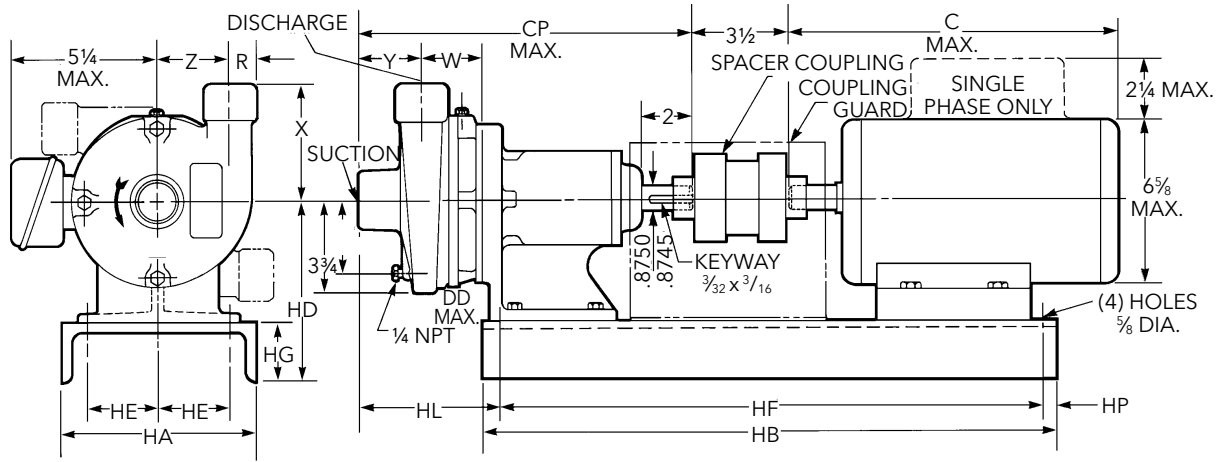 DISCHARGE
CP
MAX.
3½
C
MAX.
5¼
MAX.
Z
R
Y
W
SPACER COUPLING
COUPLING
GUARD
SINGLE
PHASE ONLY
2¼ MAX.
X
2
SUCTION
6⅝
MAX.
3¾
.8750
.8745
KEYWAY
3⁄32 x 3⁄16
HD
DD
MAX.
¼ NPT
(4) HOLES
⅝ DIA.
HG
HE
HE
HL
HF
HP
HA
HB